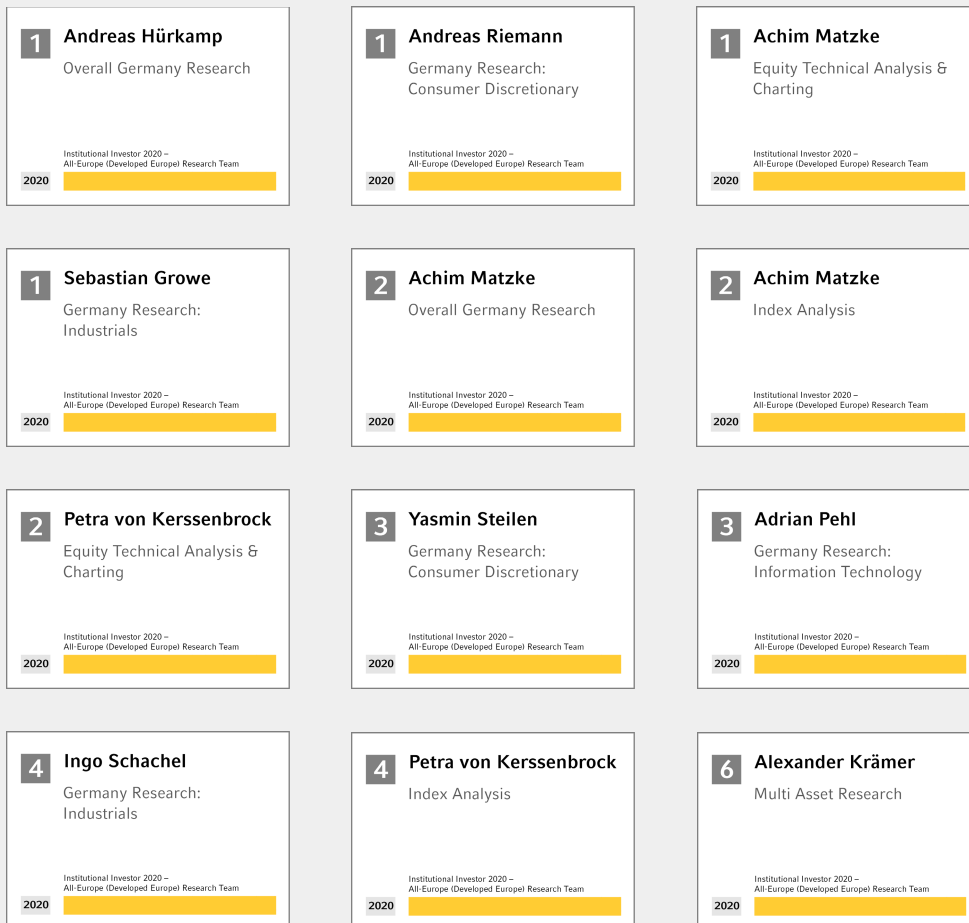 1
Andreas Hürkamp
Overall Germany Research
Institutional Investor 2020 –
All-Europe (Developed Europe) Research Team
2020
1
Andreas Riemann
Germany Research:
Consumer Discretionary
Institutional Investor 2020 –
All-Europe (Developed Europe) Research Team
2020
1
Achim Matzke
Equity Technical Analysis &
Charting
Institutional Investor 2020 –
All-Europe (Developed Europe) Research Team
2020
1
Sebastian Growe
Germany Research:
Industrials
Institutional Investor 2020 –
All-Europe (Developed Europe) Research Team
2020
2
Achim Matzke
Overall Germany Research
Institutional Investor 2020 –
All-Europe (Developed Europe) Research Team
2020
2
Achim Matzke
Index Analysis
Institutional Investor 2020 –
All-Europe (Developed Europe) Research Team
2020
2
Petra von Kerssenbrock
Equity Technical Analysis &
Charting
Institutional Investor 2020 –
All-Europe (Developed Europe) Research Team
2020
3
Yasmin Steilen
Germany Research:
Consumer Discretionary
Institutional Investor 2020 –
All-Europe (Developed Europe) Research Team
2020
3
Adrian Pehl
Germany Research:
Information Technology
Institutional Investor 2020 –
All-Europe (Developed Europe) Research Team
2020
4
Ingo Schachel
Germany Research:
Industrials
Institutional Investor 2020 –
All-Europe (Developed Europe) Research Team
2020
4
Petra von Kerssenbrock
Index Analysis
Institutional Investor 2020 –
All-Europe (Developed Europe) Research Team
2020
6
Alexander Krämer
Multi Asset Research
Institutional Investor 2020 –
All-Europe (Developed Europe) Research Team
2020